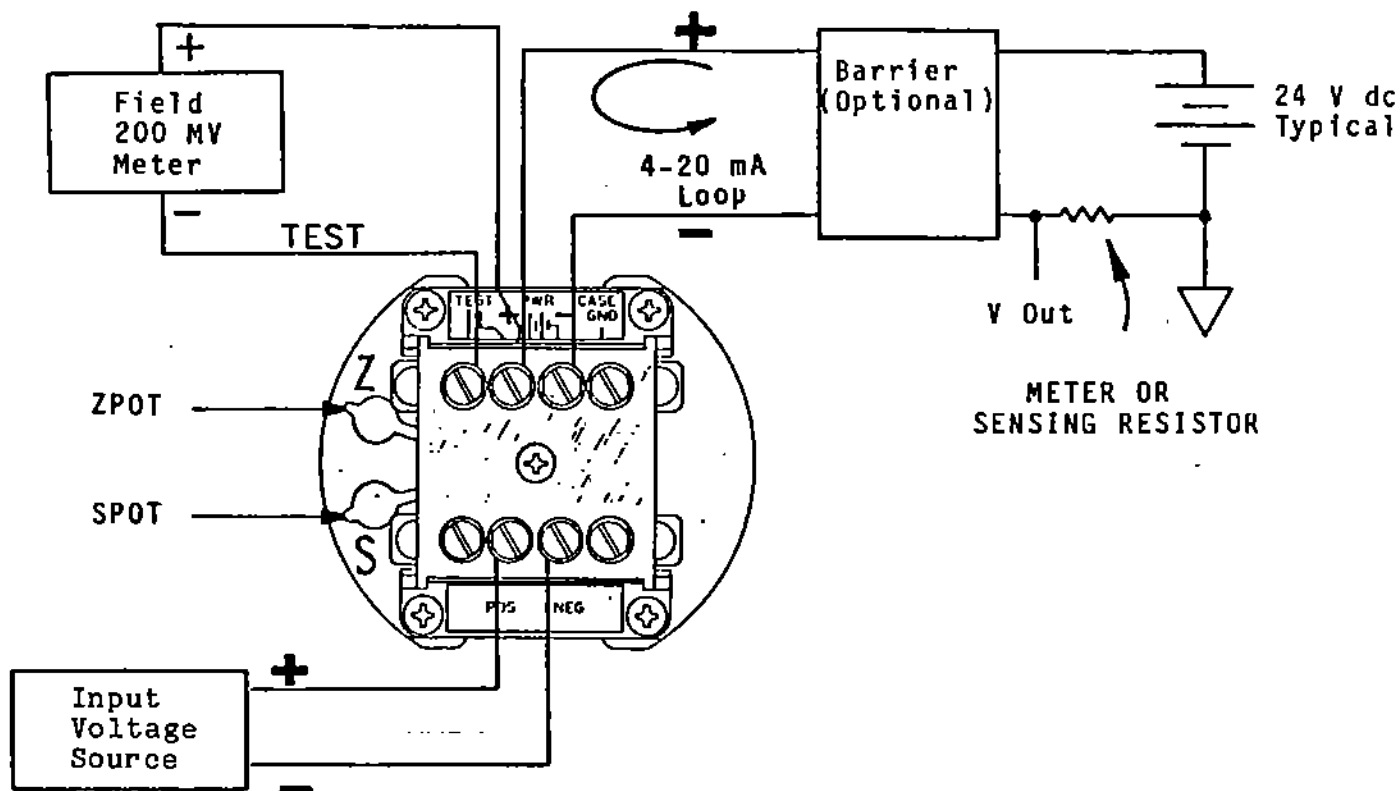 +
Field
200 MV
Meter
−
TEST
+
4-20 mA
Loop
−
Barrier
(Optional)
24 V dc
Typical
V Out
METER OR
SENSING RESISTOR
TEST + PWR − CASE
GND
Z
ZPOT
SPOT
S
POS NEG
Input
Voltage
Source
+
−